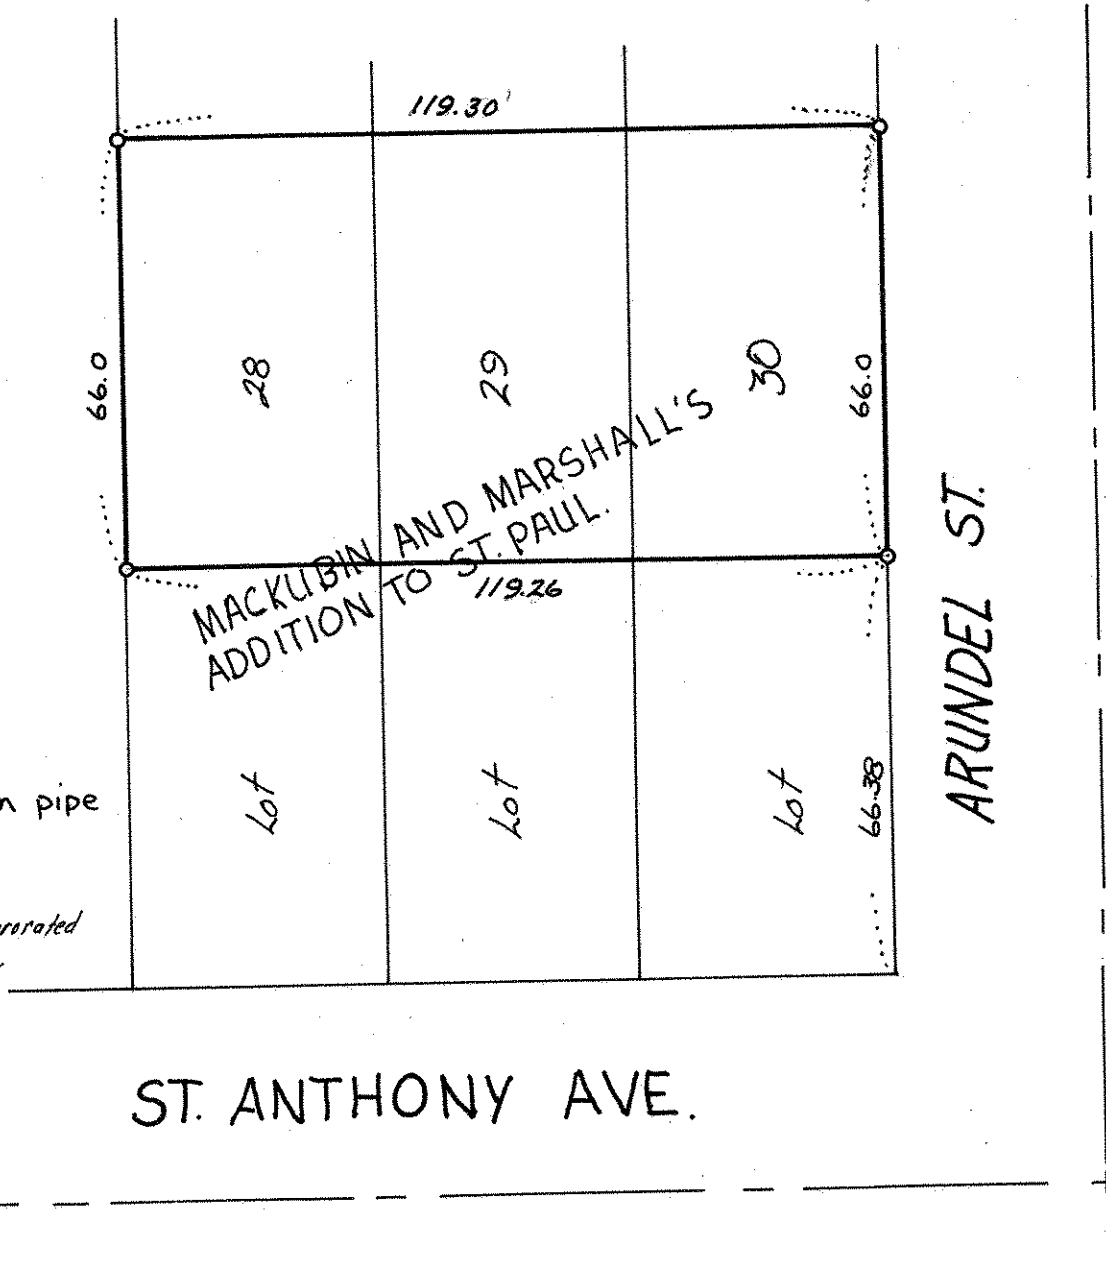 119.30'
66.0
28
29
30
66.0
MACKUBIN AND MARSHALL'S
ADDITION TO ST. PAUL.
119.26
ARUNDEL ST.
pipe
Lot
Lot
Lot
66.38
ST. ANTHONY AVE.